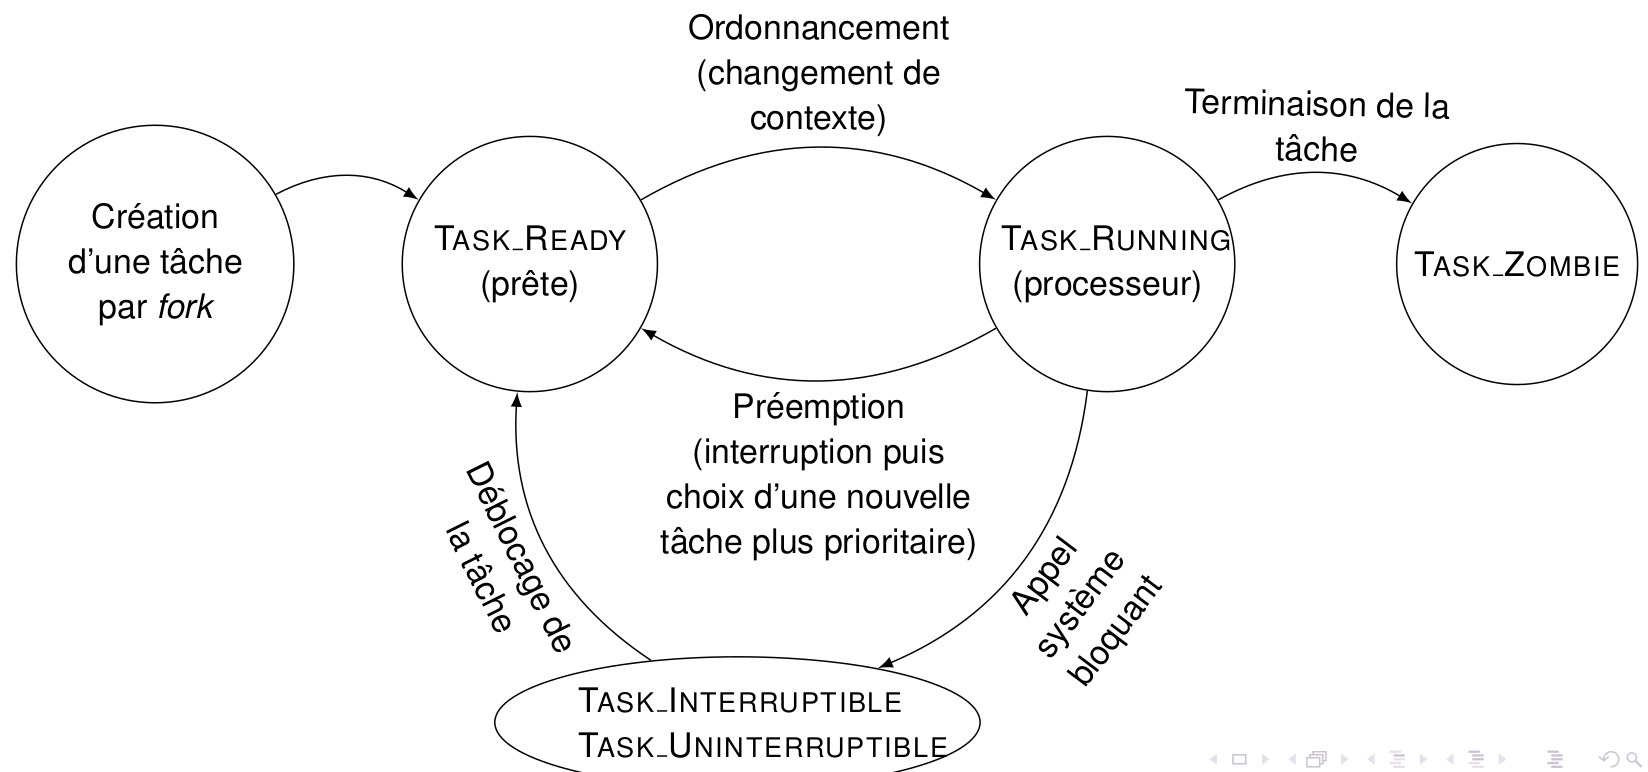 Ordonnancement
(changement de
contexte)
Terminaison de la
tâche
Création
d'une tâche
par fork
TASK_READY
(prête)
TASK_RUNNING
(processeur)
TASK_ZOMBIE
Préemption
(interruption puis
choix d'une nouvelle
tâche plus prioritaire)
Déblocage de
la tâche
Appel
système
bloquant
TASK_INTERRUPTIBLE
TASK_UNINTERRUPTIBLE